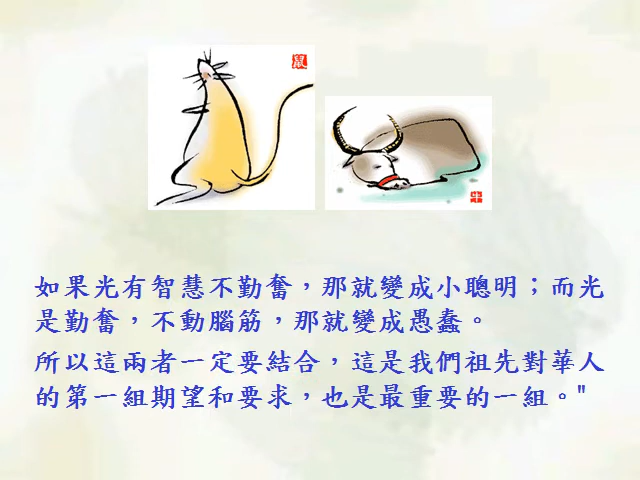 鼠
牛
如果光有智慧不勤奮，那就變成小聰明；而光
是勤奮，不動腦筋，那就變成愚蠢。
所以這兩者一定要結合，這是我們祖先對華人
的第一組期望和要求，也是最重要的一組。"